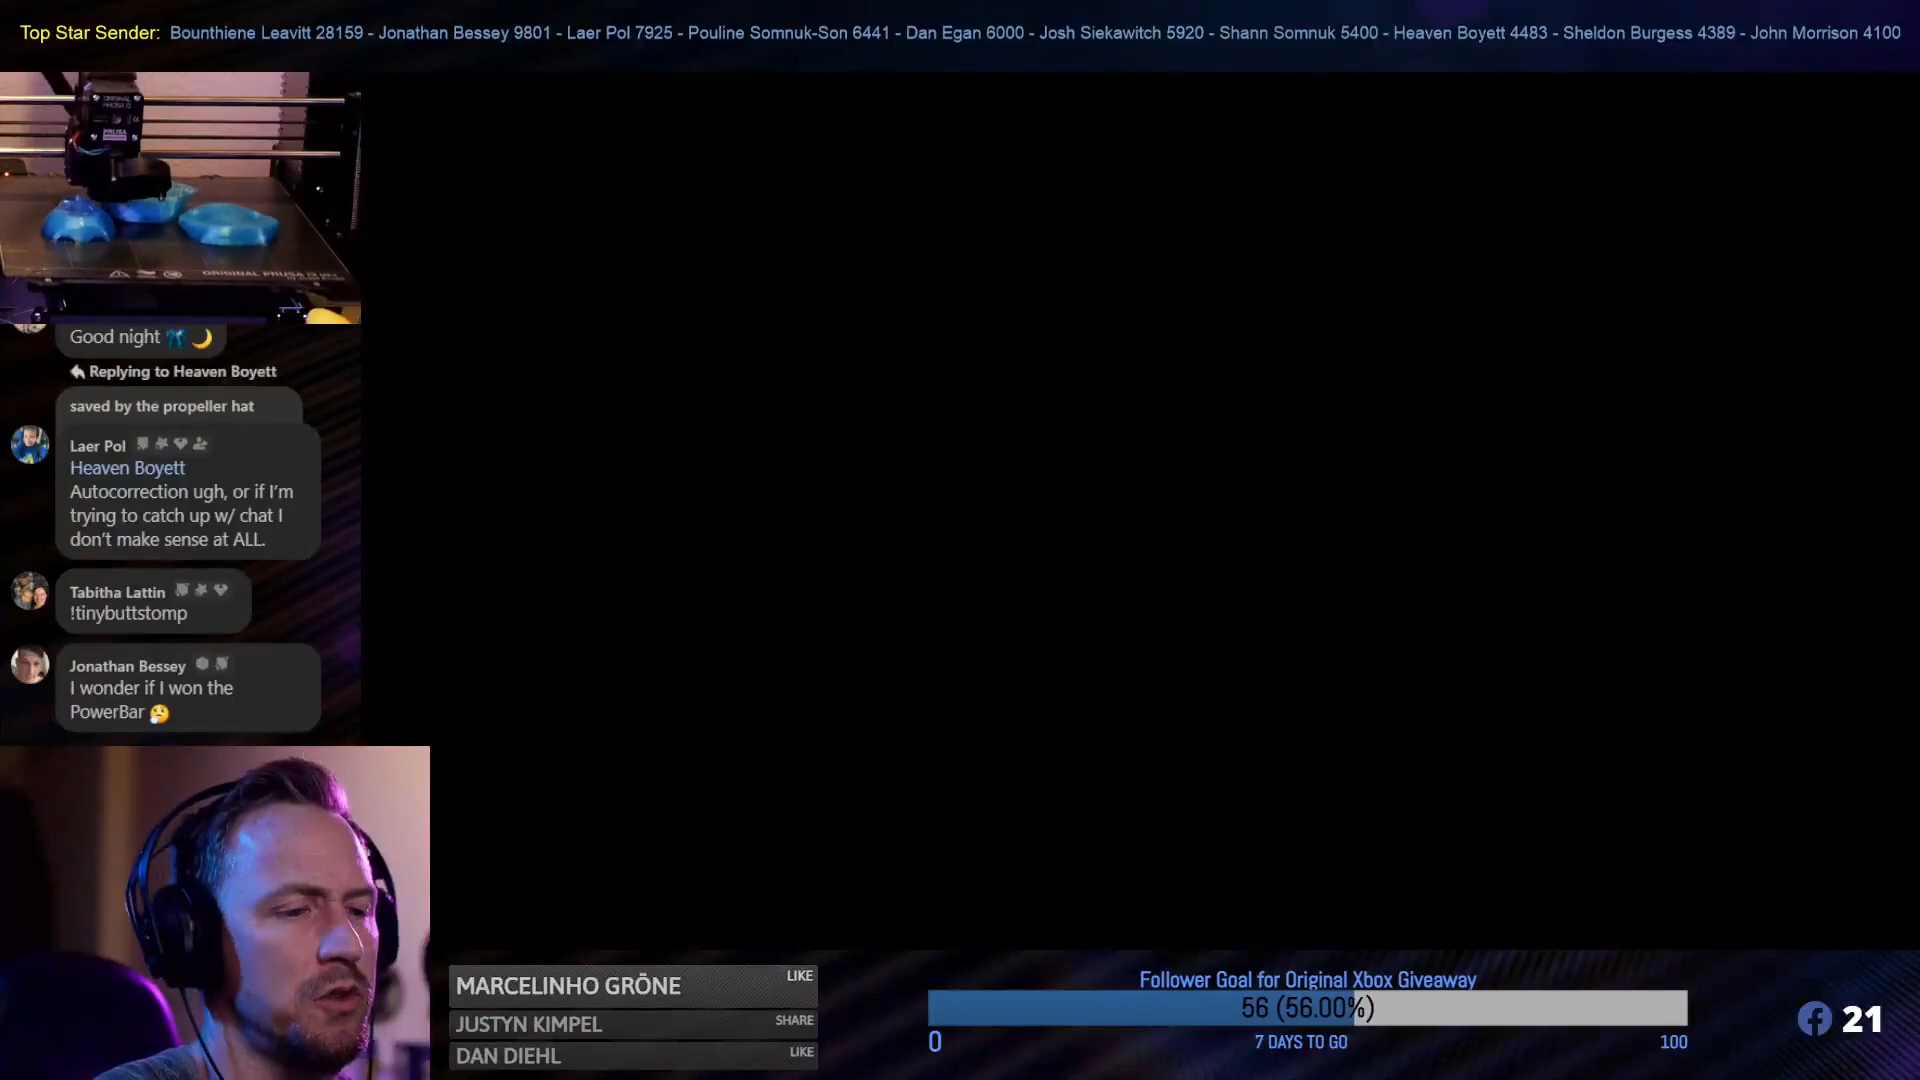 Top Star Sender: Bounthiene Leavitt 28159 - Jonathan Bessey 9801 - Laer Pol 7925 - Pouline Somnuk-Son 6441 - Dan Egan 6000 - Josh Siekawitch 5920 - Shann Somnuk 5400 - Heaven Boyett 4483 - Sheldon Burgess 4389 - John Morrison 4100
ORIGINAL PRUSA
Good night
Replying to Heaven Boyett
saved by the propeller hat
Laer Pol
Heaven Boyett
Autocorrection ugh, or if I'm
trying to catch up w/ chat I
don't make sense at ALL.
Tabitha Lattin
!tinybuttstomp
Jonathan Bessey
I wonder if I won the
PowerBar
MARCELINHO GRÖNE LIKE
JUSTYN KIMPEL SHARE
DAN DIEHL LIKE
Follower Goal for Original Xbox Giveaway
56 (56.00%)
0 7 DAYS TO GO 100
21